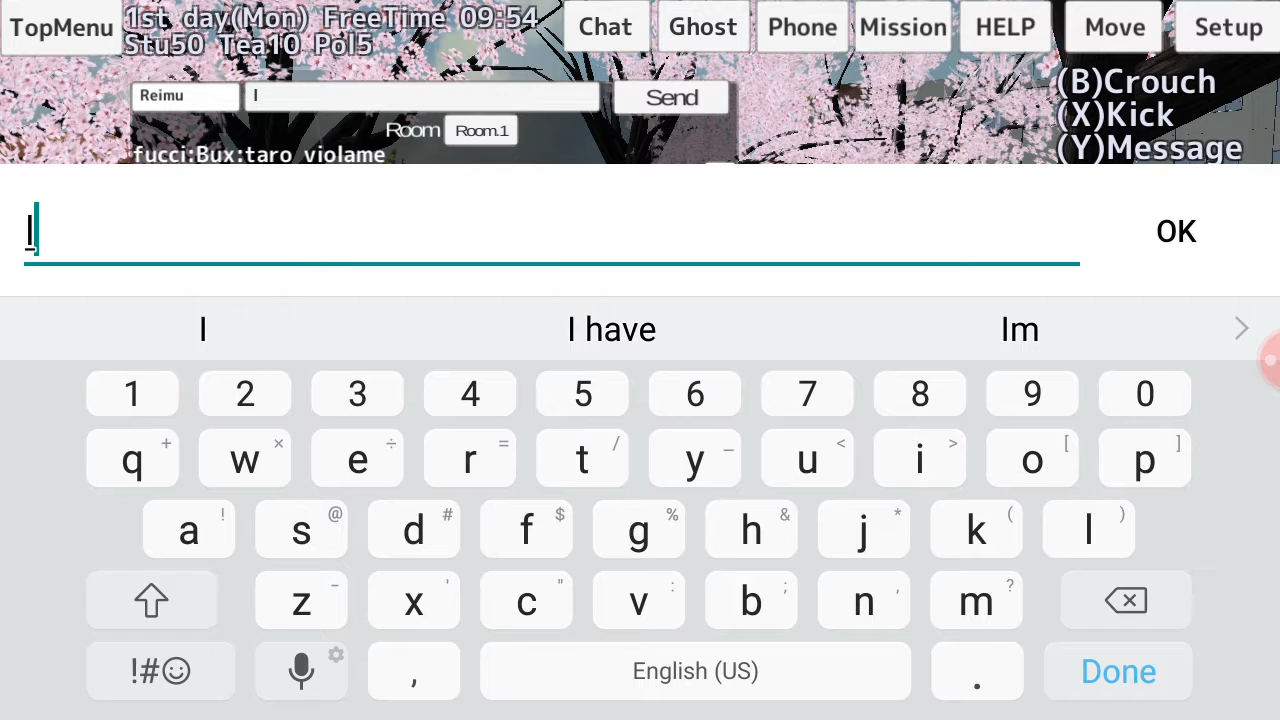 TopMenu 1st day(Mon) FreeTime 09:54 Chat Ghost Phone Mission HELP Move Setup
Stu50 Tea10 Pol5
(B)Crouch
Reimu I Send
(X)Kick
Room Room.1
(Y)Message
fucci:Bux:taro violame
I OK
I I have Im
1 2 3 4 5 6 7 8 9 0
q + w × e ÷ r = t / y _ u < i > o [ p ]
a ! s @ d # f $ g % h & j * k ( l )
z - x ' c " v : b ; n , m ?
!#☺ , English (US) . Done